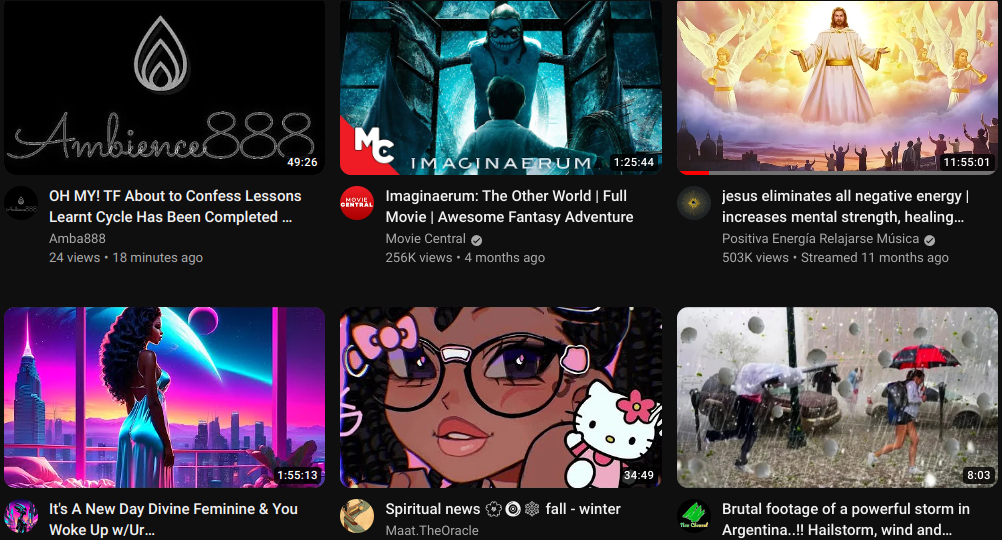 Ambience888
49:26
MC
IMAGINAERUM
1:25:44
11:55:01
OH MY! TF About to Confess Lessons
Learnt Cycle Has Been Completed ...
Amba888
24 views • 18 minutes ago
MOVIE
CENTRAL
Imaginaerum: The Other World | Full
Movie | Awesome Fantasy Adventure
Movie Central
256K views • 4 months ago
jesus eliminates all negative energy |
increases mental strength, healing...
Positiva Energía Relajarse Música
503K views • Streamed 11 months ago
1:55:13
34:49
8:03
It's A New Day Divine Feminine & You
Woke Up w/Ur...
Spiritual news fall - winter
Maat.TheOracle
Brutal footage of a powerful storm in
Argentina..!! Hailstorm, wind and...